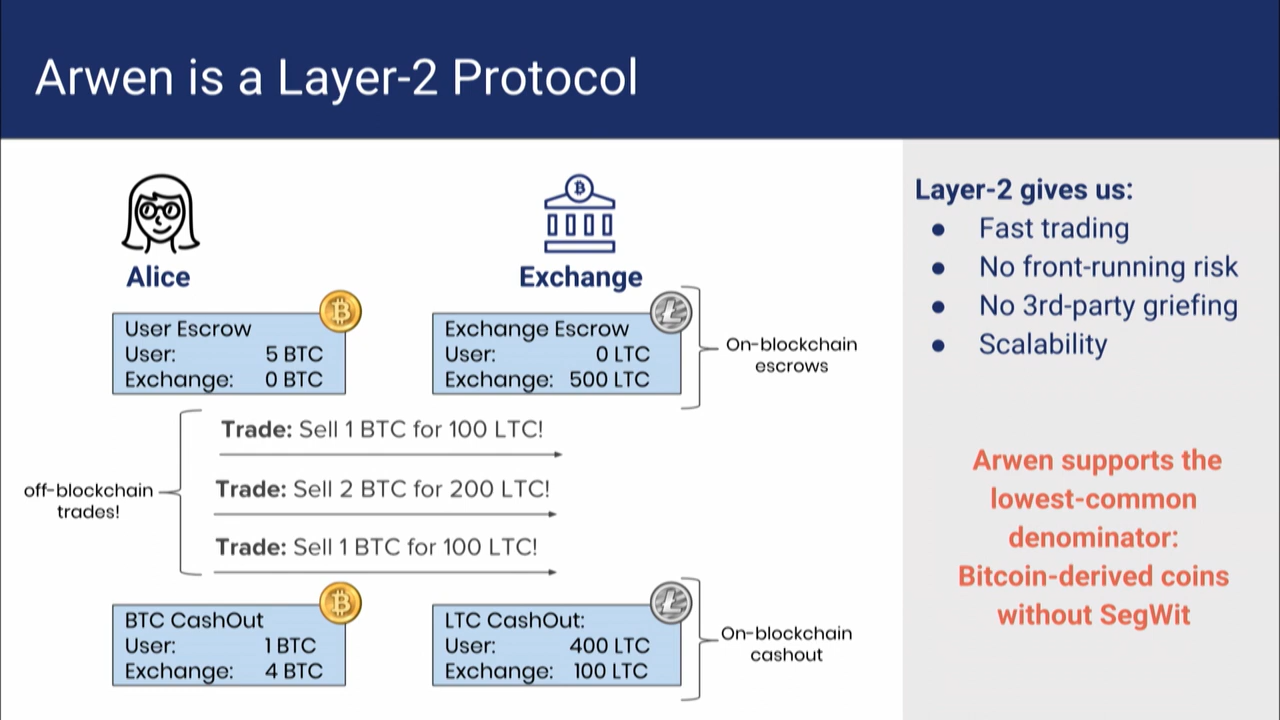 Arwen is a Layer-2 Protocol
Alice
Exchange
User Escrow
User: 5 BTC
Exchange: 0 BTC
Exchange Escrow
User: 0 LTC
Exchange: 500 LTC
On-blockchain
escrows
off-blockchain
trades!
Trade: Sell 1 BTC for 100 LTC!
Trade: Sell 2 BTC for 200 LTC!
Trade: Sell 1 BTC for 100 LTC!
BTC CashOut
User: 1 BTC
Exchange: 4 BTC
LTC CashOut:
User: 400 LTC
Exchange: 100 LTC
On-blockchain
cashout
Layer-2 gives us:
● Fast trading
● No front-running risk
● No 3rd-party griefing
● Scalability
Arwen supports the
lowest-common
denominator:
Bitcoin-derived coins
without SegWit